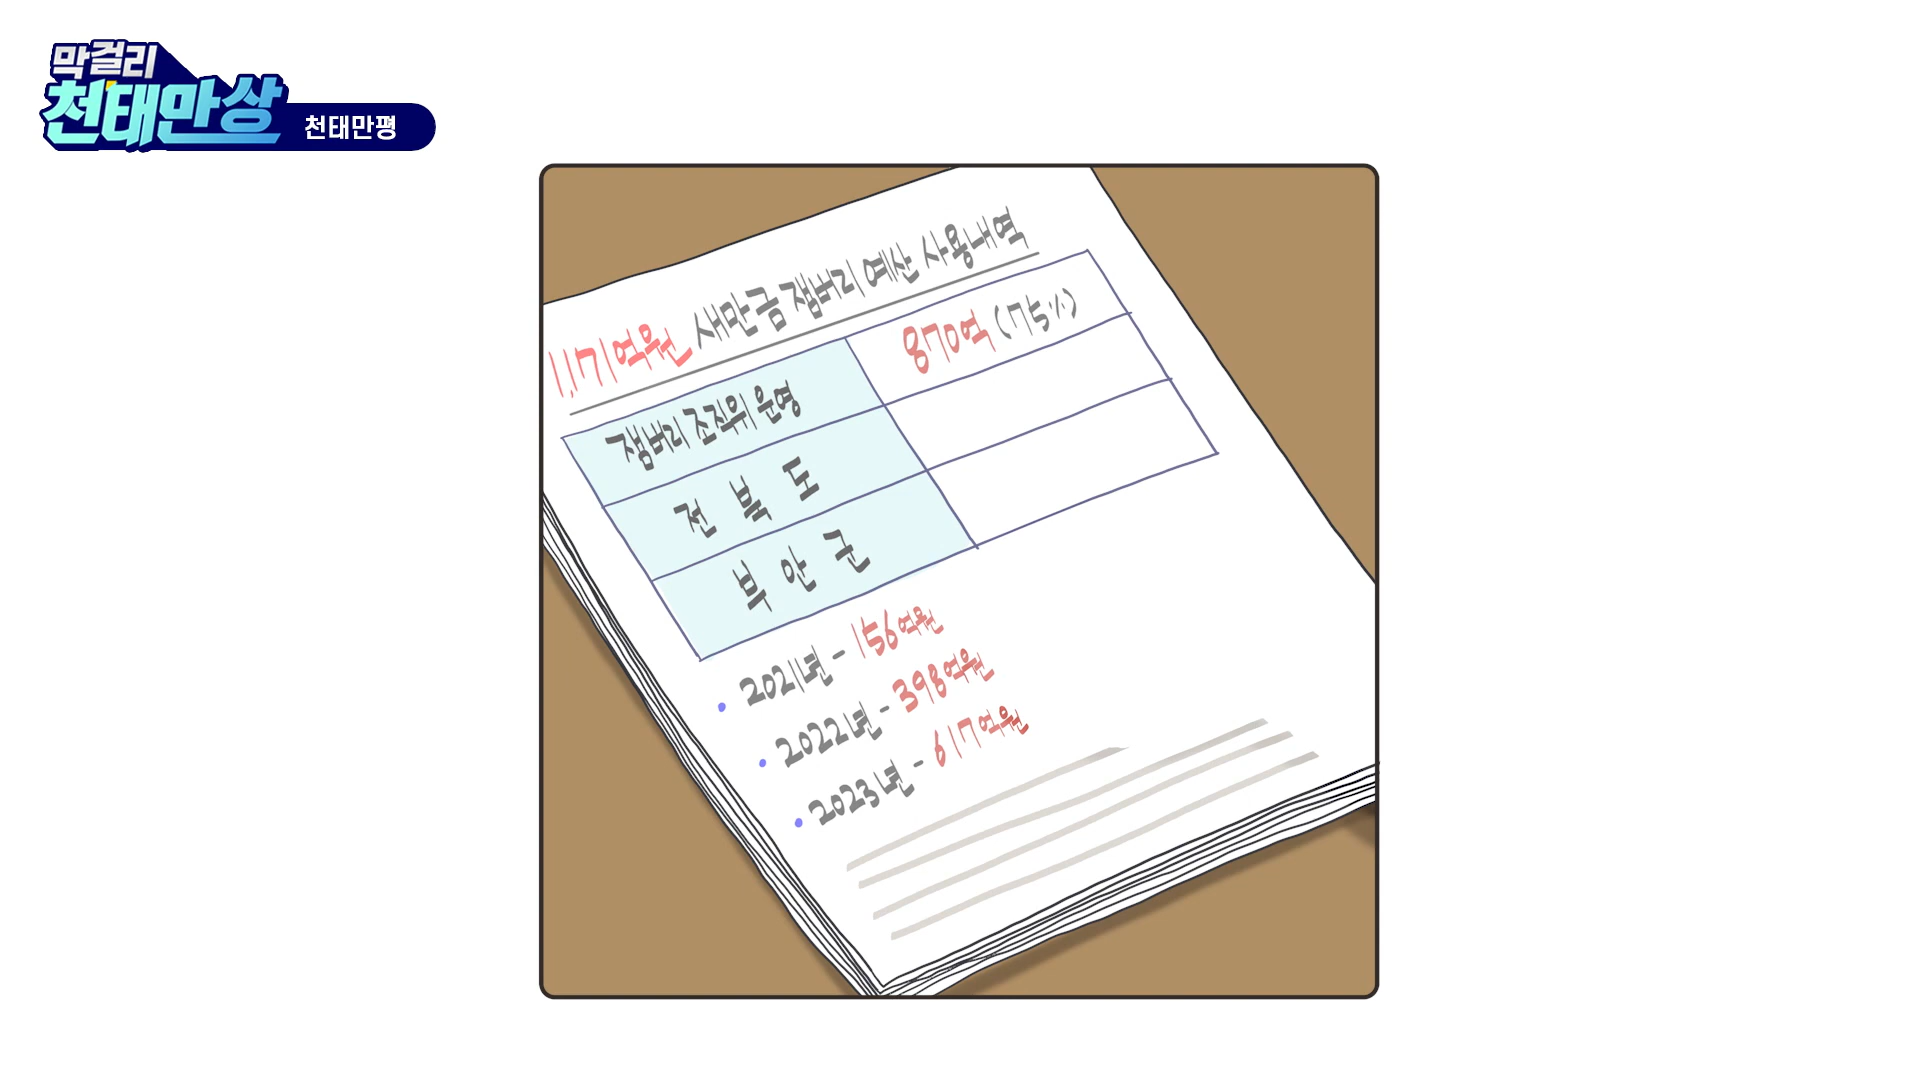 막걸리
천태만상
천태만평
1,171억원 새만금 잼버리 예산 사용내역
잼버리 조직위 운영 870억 (75%)
전북도
부안군
• 2021년 - 156억원
• 2022년 - 398억원
• 2023년 - 617억원